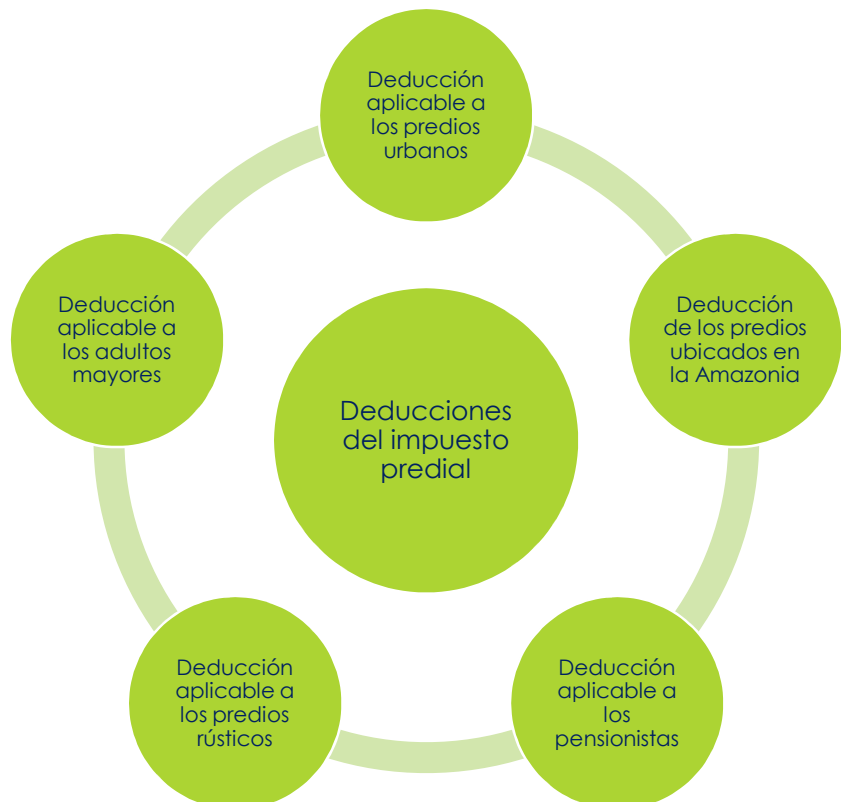 Deducción
aplicable a
los predios
urbanos
Deducción
de los predios
ubicados en
la Amazonia
Deducción
aplicable a
los
pensionistas
Deducción
aplicable a
los predios
rústicos
Deducción
aplicable a
los adultos
mayores
Deducciones
del impuesto
predial